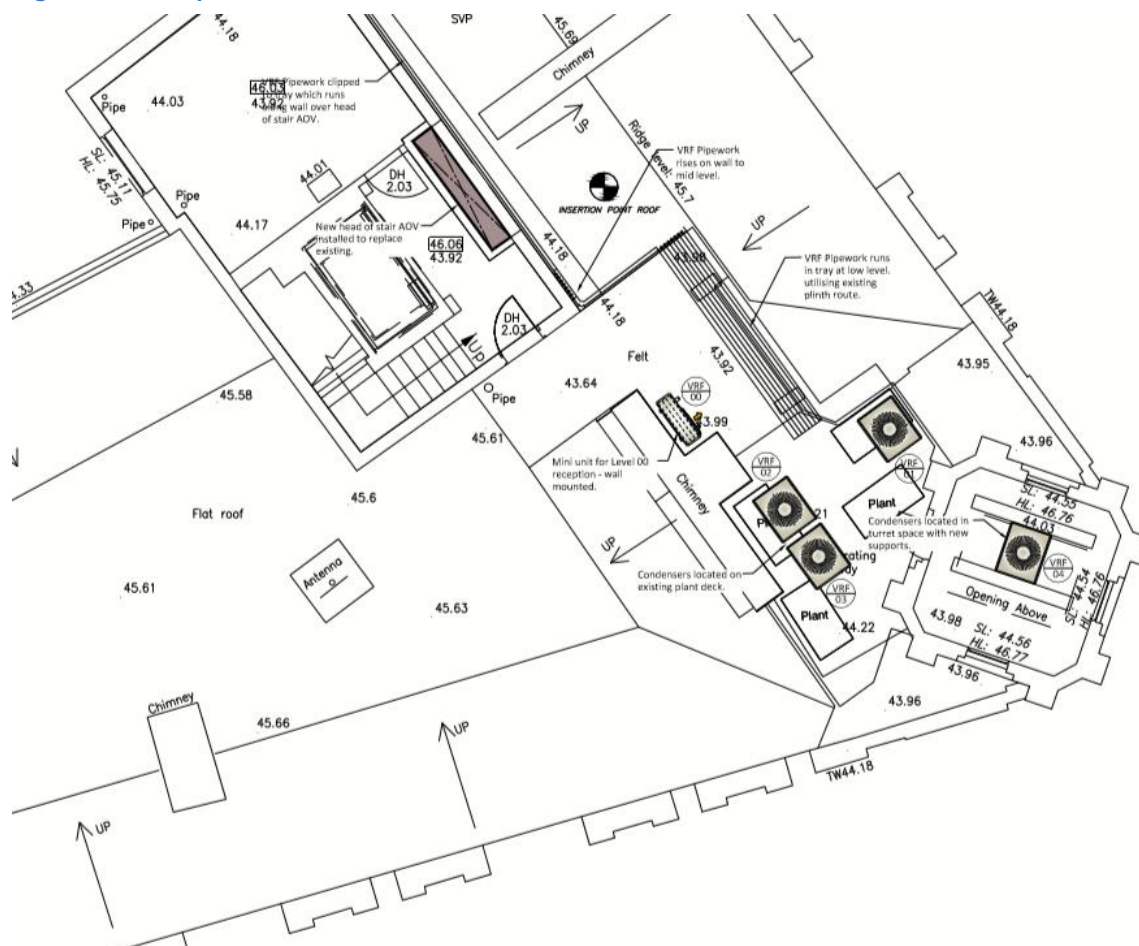 SVP
44.18
45.69
Chimney
VRF Pipework clipped
to tray which runs
along wall over head
of stair AOV.
46.03
43.92
44.03
Pipe
UP
Ridge level: 45.7
VRF Pipework
rises on wall to
mid level.
SL: 45.11
HL: 45.75
44.01
DH
2.03
INSERTION POINT ROOF
Pipe
Pipe
44.17
New head of stair AOV
installed to replace
existing.
46.06
43.92
44.18
43.98
UP
VRF Pipework runs
in tray at low level.
utilising existing
plinth route.
TW44.18
4.33
44.18
DH
2.03
Up
Felt
43.92
43.95
45.58
43.64
Pipe
VRF
00
43.99
45.61
43.96
Mini unit for Level 00
reception - wall
mounted.
VRF
02
VRF
01
SL: 44.55
HL: 46.76
44.03
45.6
Flat roof
Chimney
Plant
21
Condensers located in
turret space with new
supports.
UP
Antenna
Condensers located on
existing plant deck.
VRF
03
VRF
04
SL: 44.54
HL: 46.76
45.61
45.63
Plant
44.22
Opening Above
43.98
SL: 44.56
HL: 46.77
43.96
43.96
Chimney
45.66
UP
TW44.18
UP